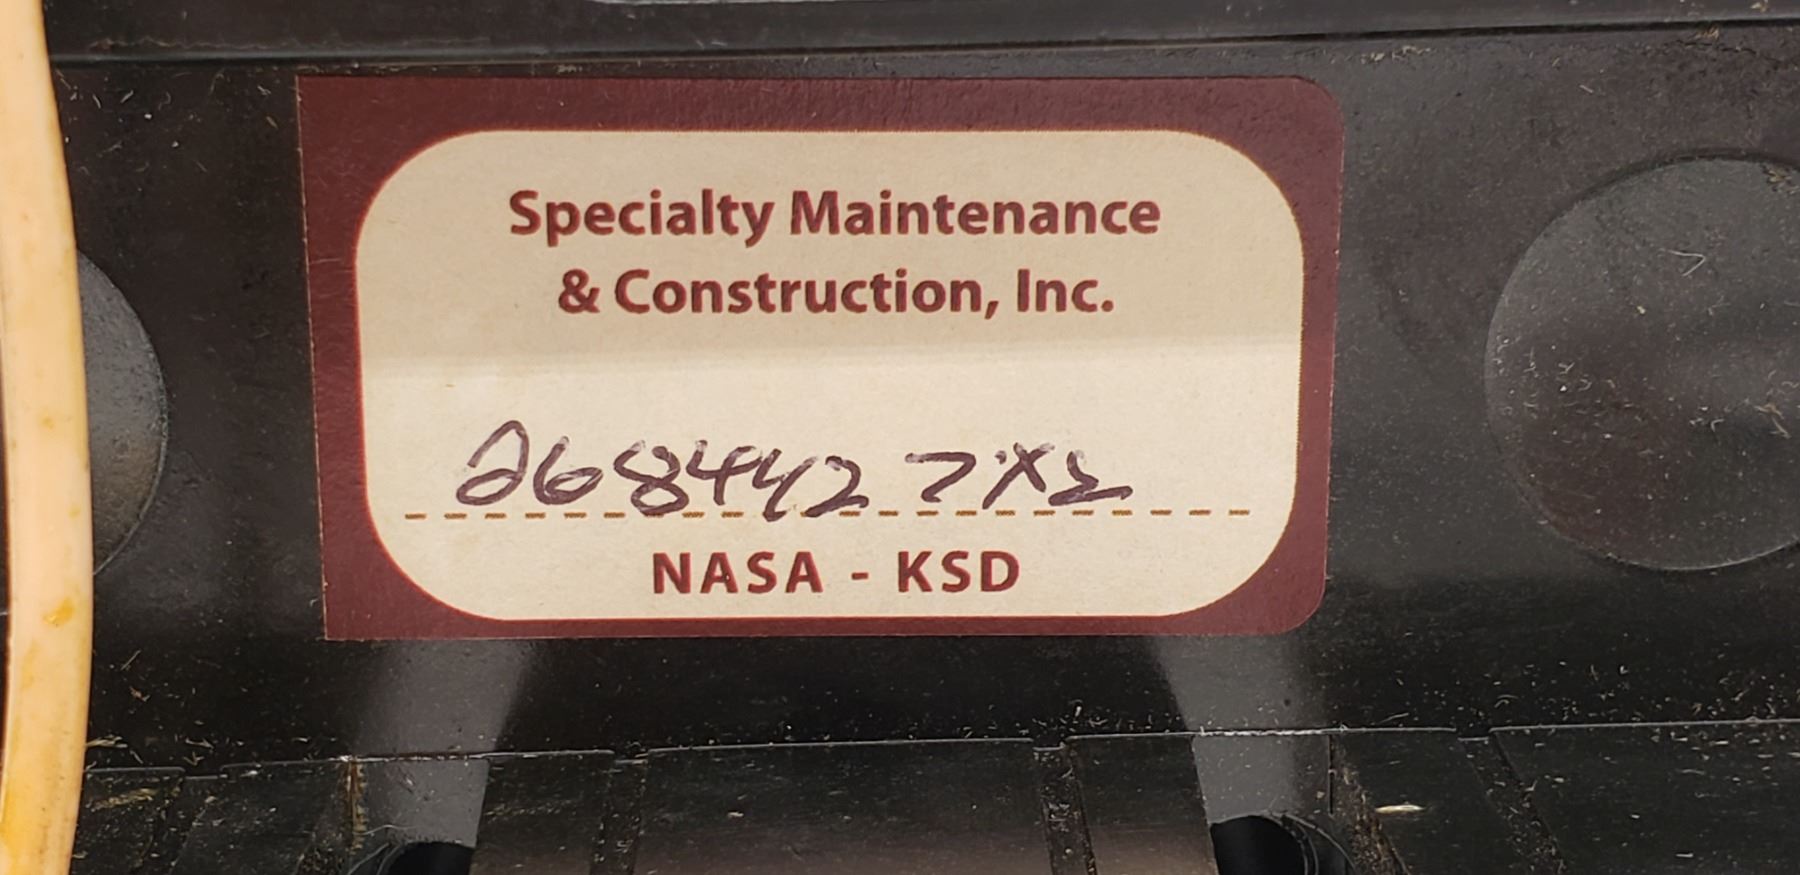 Specialty Maintenance
& Construction, Inc.
268442
NASA - KSD